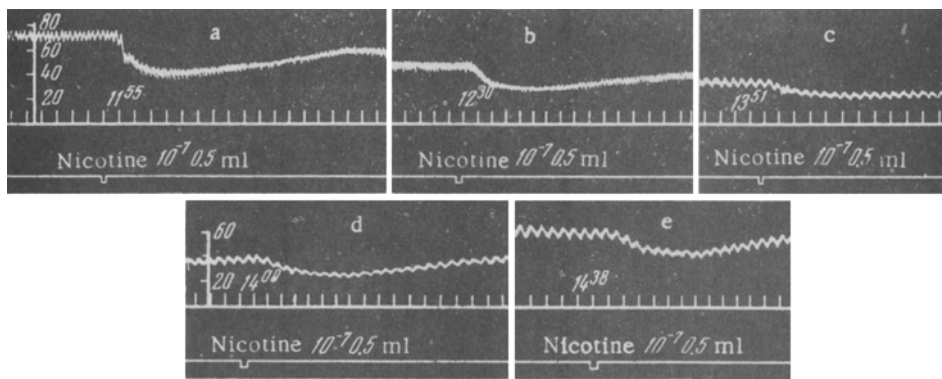 80
a
b
c
60
40
20
11⁵⁵
12³⁰
13⁵¹
Nicotine 10⁻⁷ 0,5 ml
Nicotine 10⁻⁷ 0,5 ml
Nicotine 10⁻⁷ 0,5 ml
60
d
e
20
14⁰⁰
14³⁸
Nicotine 10⁻⁷ 0,5 ml
Nicotine 10⁻⁷ 0,5 ml